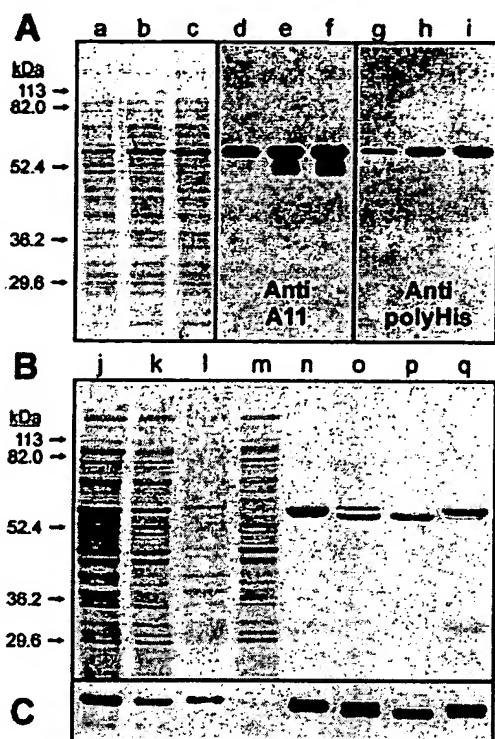 A a b c d e f g h i
kDa
113
82.0
52.4
36.2
29.6
Anti A11
Anti polyHis
B j k l m n o p q
kDa
113
82.0
52.4
36.2
29.6
C